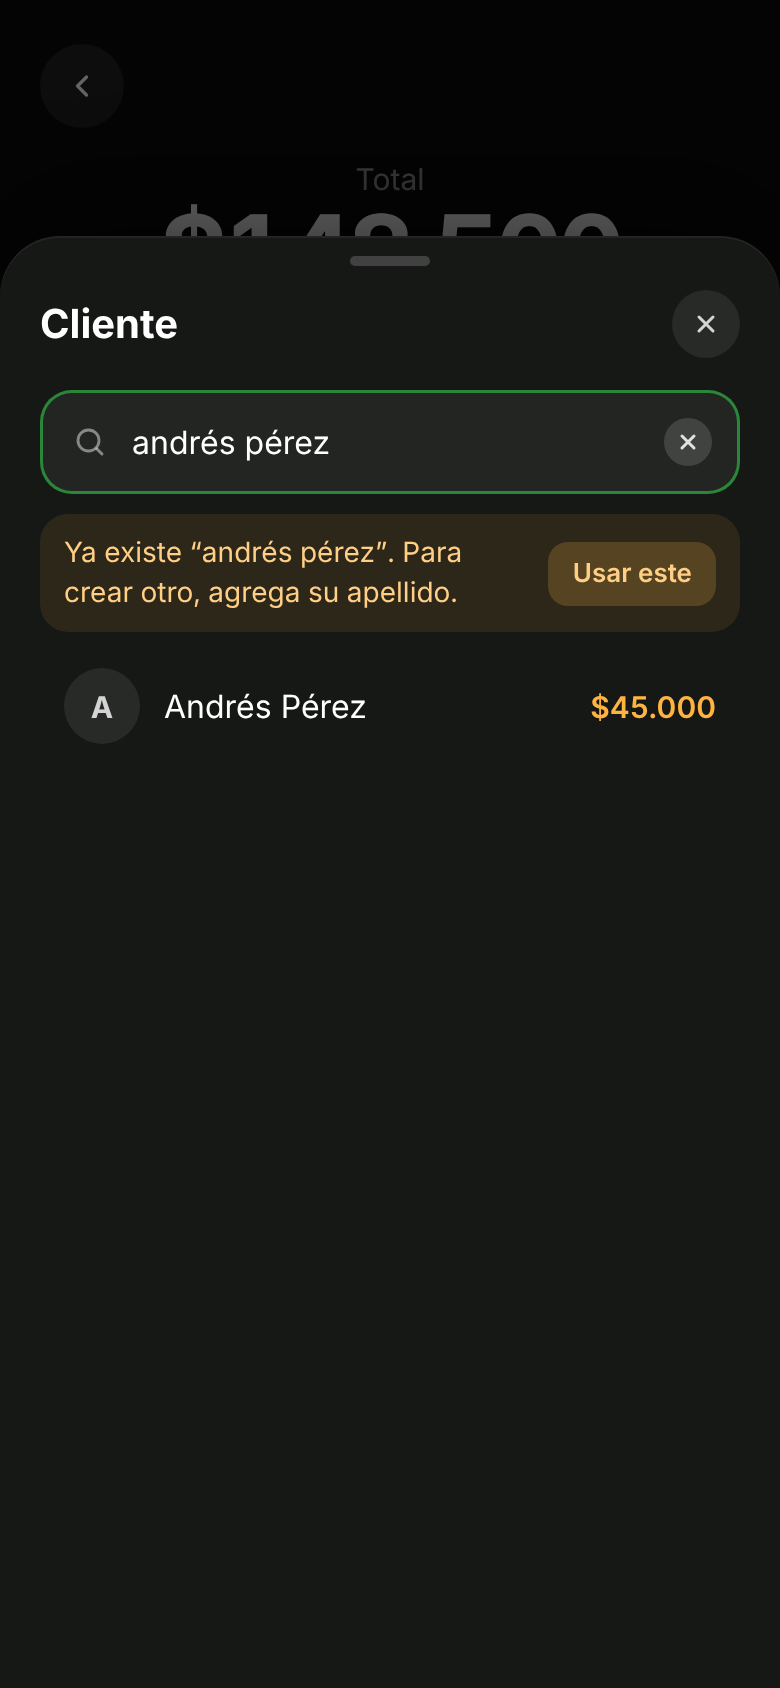 Total
Cliente
andrés pérez
Ya existe “andrés pérez”. Para
crear otro, agrega su apellido.
Usar este
A
Andrés Pérez
$45.000